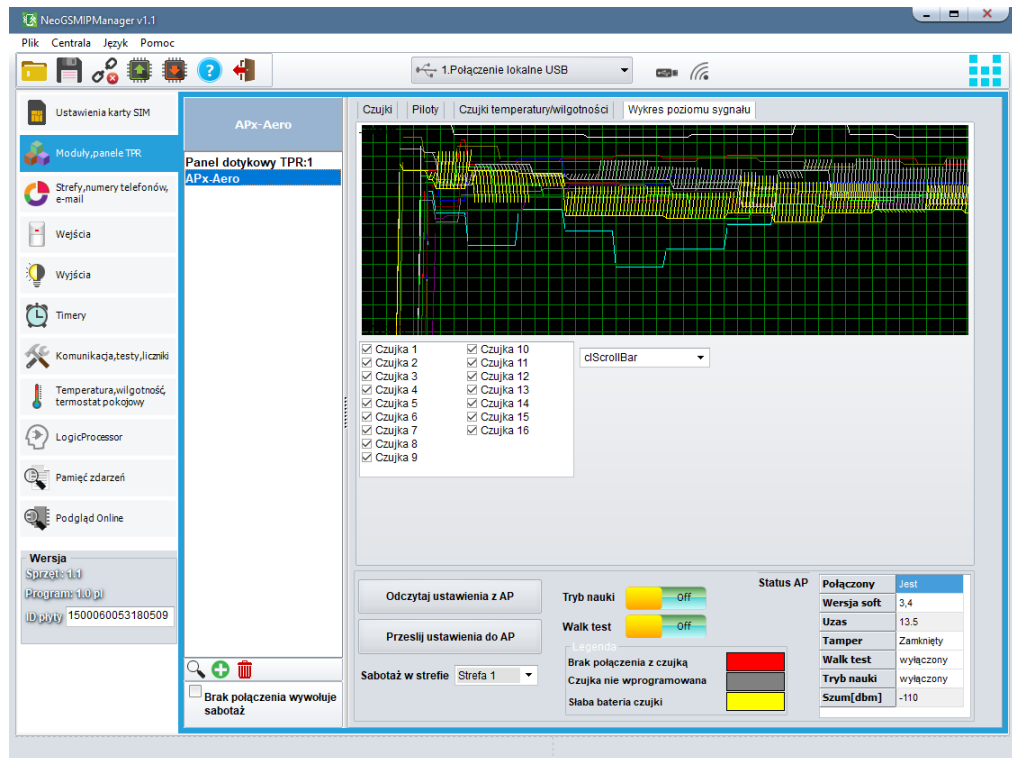 NeoGSMIPManager v1.1
Plik Centrala Język Pomoc
1.Połączenie lokalne USB
Ustawienia karty SIM
Moduły,panele TPR
Strefy,numery telefonów,
e-mail
Wejścia
Wyjścia
Timery
Komunikacja,testy,liczniki
Temperatura,wilgotność,
termostat pokojowy
LogicProcessor
Pamięć zdarzeń
Podgląd Online
Wersja
Sprzęt: 1.1
Program: 1.0 pl
ID płyty 1500060053180509
APx-Aero
Panel dotykowy TPR:1
APx-Aero
Brak połączenia wywołuje
sabotaż
Czujki Piloty Czujki temperatury/wilgotności Wykres poziomu sygnału
Czujka 1 Czujka 10
Czujka 2 Czujka 11
Czujka 3 Czujka 12
Czujka 4 Czujka 13
Czujka 5 Czujka 14
Czujka 6 Czujka 15
Czujka 7 Czujka 16
Czujka 8
Czujka 9
clScrollBar
Odczytaj ustawienia z AP
Prześlij ustawienia do AP
Sabotaż w strefie Strefa 1
Tryb nauki Off
Walk test Off
Legenda
Brak połączenia z czujką
Czujka nie wprogramowana
Słaba bateria czujki
Status AP
Połączony Jest
Wersja soft 3,4
Uzas 13.5
Tamper Zamknięty
Walk test wyłączony
Tryb nauki wyłączony
Szum[dbm] -110